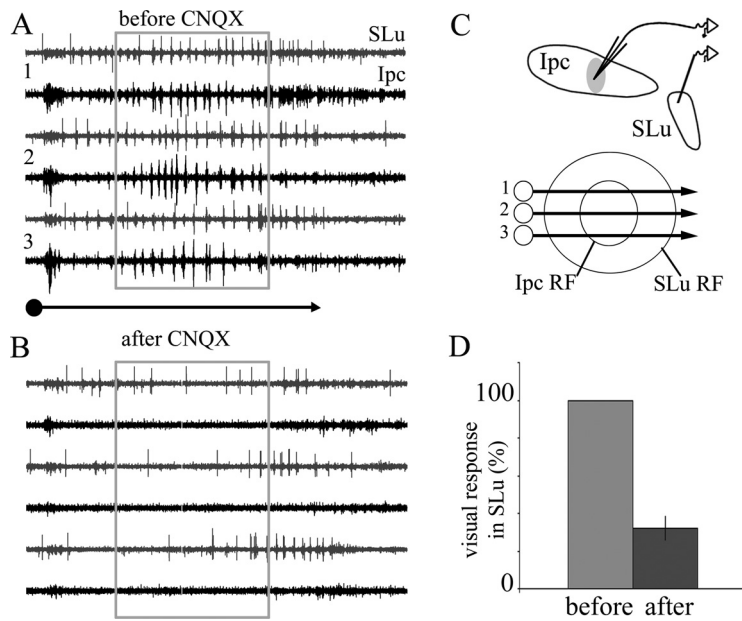 A
before CNQX
SLu
Ipc
1
2
3
B
after CNQX
C
Ipc
SLu
1
2
3
Ipc RF
SLu RF
D
100
0
visual response
in SLu (%)
before after